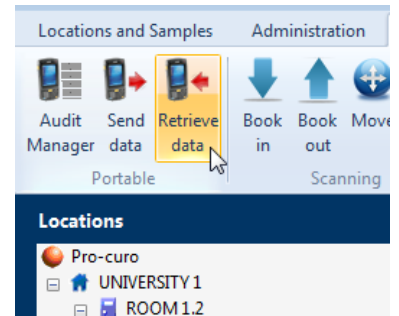 Locations and Samples Administration
Audit Manager Send data Retrieve data Book in Book out Move
Portable Scanning
Locations
Pro-curo
UNIVERSITY 1
ROOM 1.2